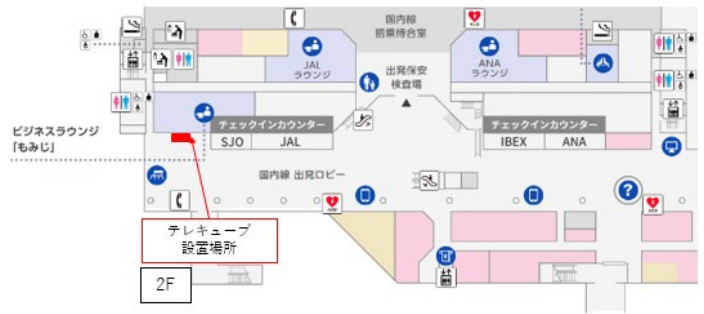 国内線
搭乗待合室
JAL
ラウンジ
ANA
ラウンジ
出発保安
検査場
ビジネスラウンジ
「もみじ」
チェックインカウンター
SJO
JAL
チェックインカウンター
IBEX
ANA
国内線 出発ロビー
?
テレキューブ
設置場所
2F